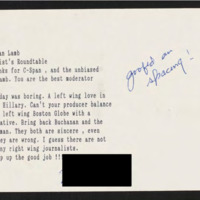 an Lamb
ist's Roundtable
oks for C-Span , and the unbiased
amb. You are the best moderator
day was boring. A left wing love in
Hillary. Can't your producer balance
left wing Boston Globe with a
ative. Bring back Buchanan and the
man. They both are sincere , even
ey are wrong. I guess there are not
ny right wing journalists.
p up the good job !!
goofed on
spacing!